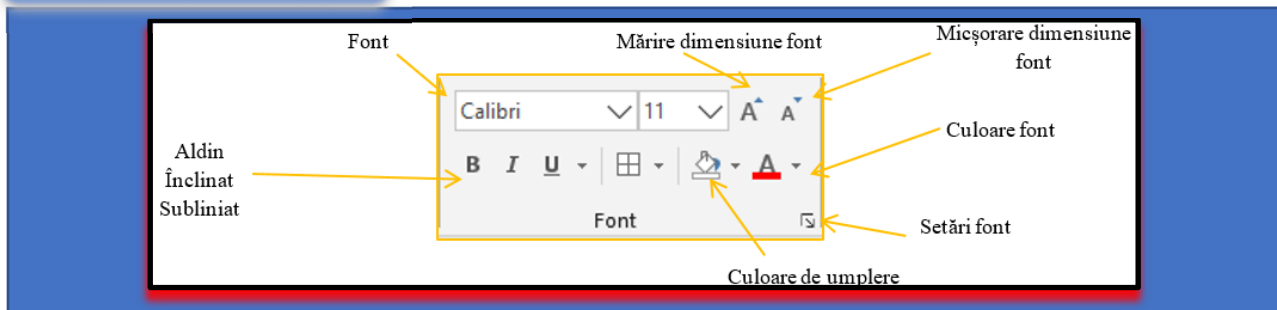 Font
Mărire dimensiune font
Micșorare dimensiune
font
Calibri
11
A A
Culoare font
Aldin
Înclinat
Subliniat
B I U
A
Font
Setări font
Culoare de umplere